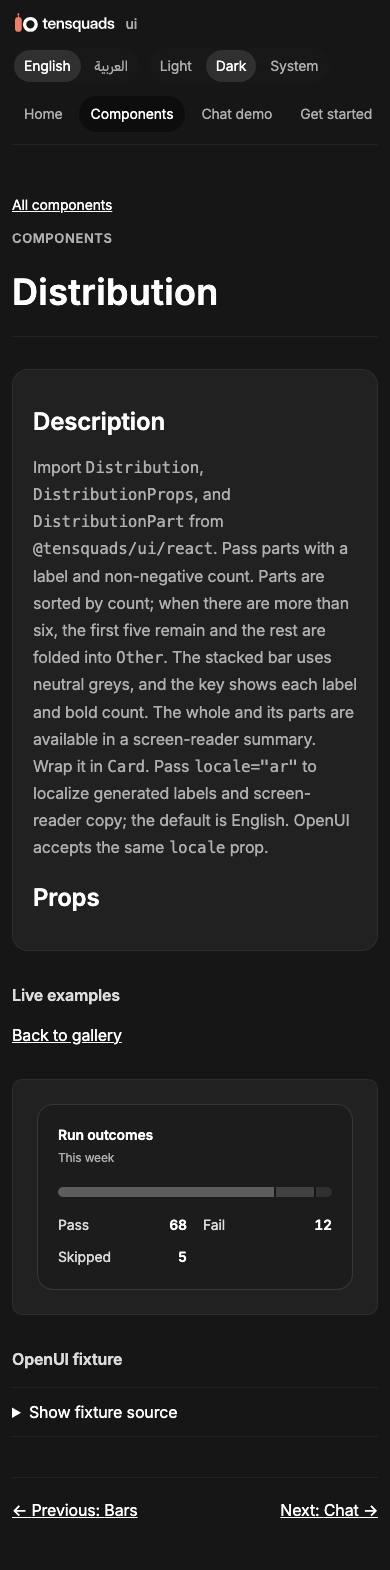 tensquads ui
English العربية Light Dark System
Home Components Chat demo Get started
All components
COMPONENTS
Distribution
Description
Import Distribution,
DistributionProps, and
DistributionPart from
@tensquads/ui/react. Pass parts with a
label and non-negative count. Parts are
sorted by count; when there are more than
six, the first five remain and the rest are
folded into Other. The stacked bar uses
neutral greys, and the key shows each label
and bold count. The whole and its parts are
available in a screen-reader summary.
Wrap it in Card. Pass locale="ar" to
localize generated labels and screen-
reader copy; the default is English. OpenUI
accepts the same locale prop.
Props
Live examples
Back to gallery
Run outcomes
This week
Pass 68 Fail 12
Skipped 5
OpenUI fixture
▶ Show fixture source
← Previous: Bars Next: Chat →